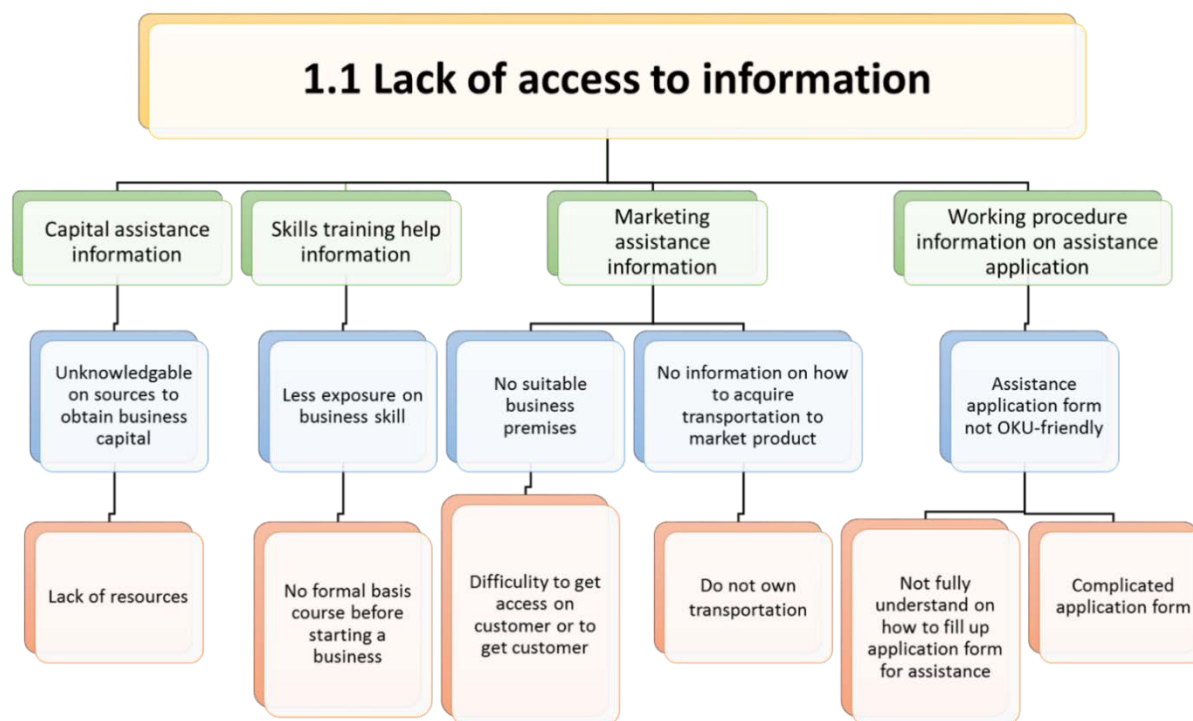 1.1 Lack of access to information
Capital assistance
information
Skills training help
information
Marketing
assistance
information
Working procedure
information on assistance
application
Unknowledgable
on sources to
obtain business
capital
Less exposure on
business skill
No suitable
business
premises
No information on how
to acquire
transportation to
market product
Assistance
application form
not OKU-friendly
Lack of resources
No formal basis
course before
starting a
business
Difficulity to get
access on
customer or to
get customer
Do not own
transportation
Not fully
understand on
how to fill up
application form
for assistance
Complicated
application form